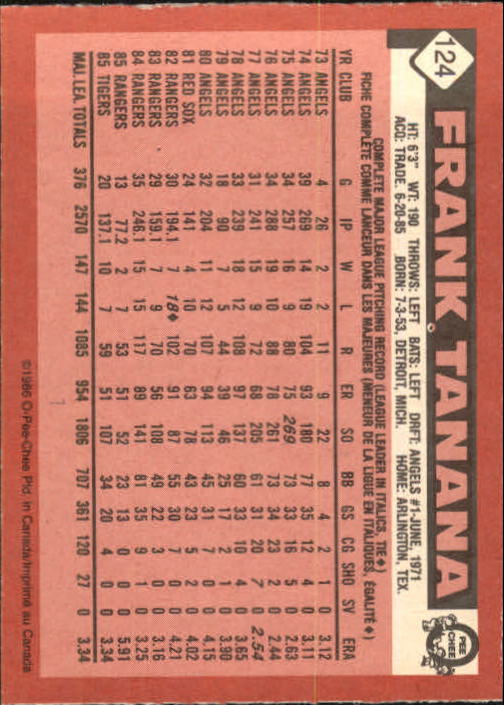 124
FRANK TANANA
HT: 6'3" WT: 190 THROWS: LEFT BATS: LEFT DRFT: ANGELS #1-JUNE, 1971
ACQ: TRADE, 6-20-85 BORN: 7-3-53, DETROIT, MICH. HOME: ARLINGTON, TEX.
O PEE CHEE
COMPLETE MAJOR LEAGUE PITCHING RECORD (LEAGUE LEADER IN ITALICS, TIE♦)
FICHE COMPLÈTE COMME LANCEUR DANS LES MAJEURES (MENEUR DE LA LIGUE EN ITALIQUES, ÉGALITÉ♦)
YR CLUB G IP W L R ER SO BB GS CG SHO SV ERA
73 ANGELS 4 26 2 2 11 9 22 8 4 2 1 0 3.12
74 ANGELS 39 269 14 19 104 93 180 77 35 12 4 0 3.11
75 ANGELS 34 257 16 9 80 75 269 73 33 16 5 0 2.63
76 ANGELS 34 288 19 10 88 78 261 73 34 23 2 0 2.44
77 ANGELS 31 241 15 9 72 68 205 61 31 20 7 0 2.54
78 ANGELS 33 239 18 12 108 97 137 60 33 10 4 0 3.65
79 ANGELS 18 90 7 5 44 39 46 25 17 2 1 0 3.90
80 ANGELS 32 204 11 12 107 94 113 45 31 7 0 0 4.15
81 RED SOX 24 141 4 10 70 63 78 43 23 5 2 0 4.02
82 RANGERS 30 194.1 7 18♦ 102 91 87 55 30 7 0 0 4.21
83 RANGERS 29 159.1 7 9 70 56 108 49 22 3 0 0 3.16
84 RANGERS 35 246.1 15 15 117 89 141 81 35 9 1 0 3.25
85 RANGERS 13 77.2 2 7 53 51 52 23 13 0 0 0 5.91
85 TIGERS 20 137.1 10 7 59 51 107 34 20 4 0 0 3.34
MAJ. LEA. TOTALS 376 2570 147 144 1085 954 1806 707 361 120 27 0 3.34
©1986 O-Pee-Chee Ptd. in Canada/Imprimé au Canada